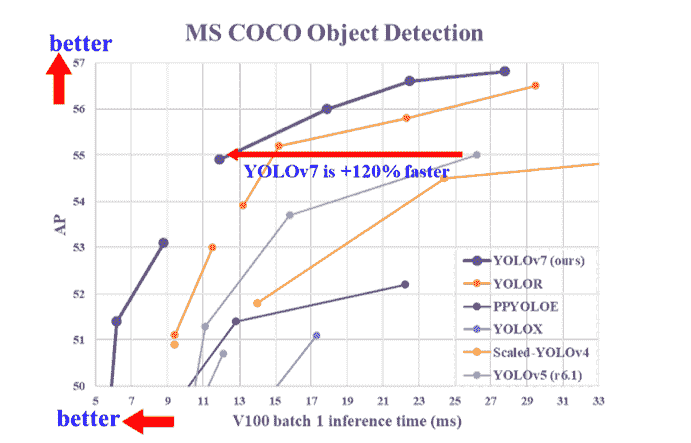 MS COCO Object Detection
better
57
56
55
54
53
52
51
50
AP
YOLOv7 is +120% faster
YOLOv7 (ours)
YOLOR
PPYOLOE
YOLOX
Scaled-YOLOv4
YOLOv5 (r6.1)
5 7 9 11 13 15 17 19 21 23 25 27 29 31 33
better
V100 batch 1 inference time (ms)